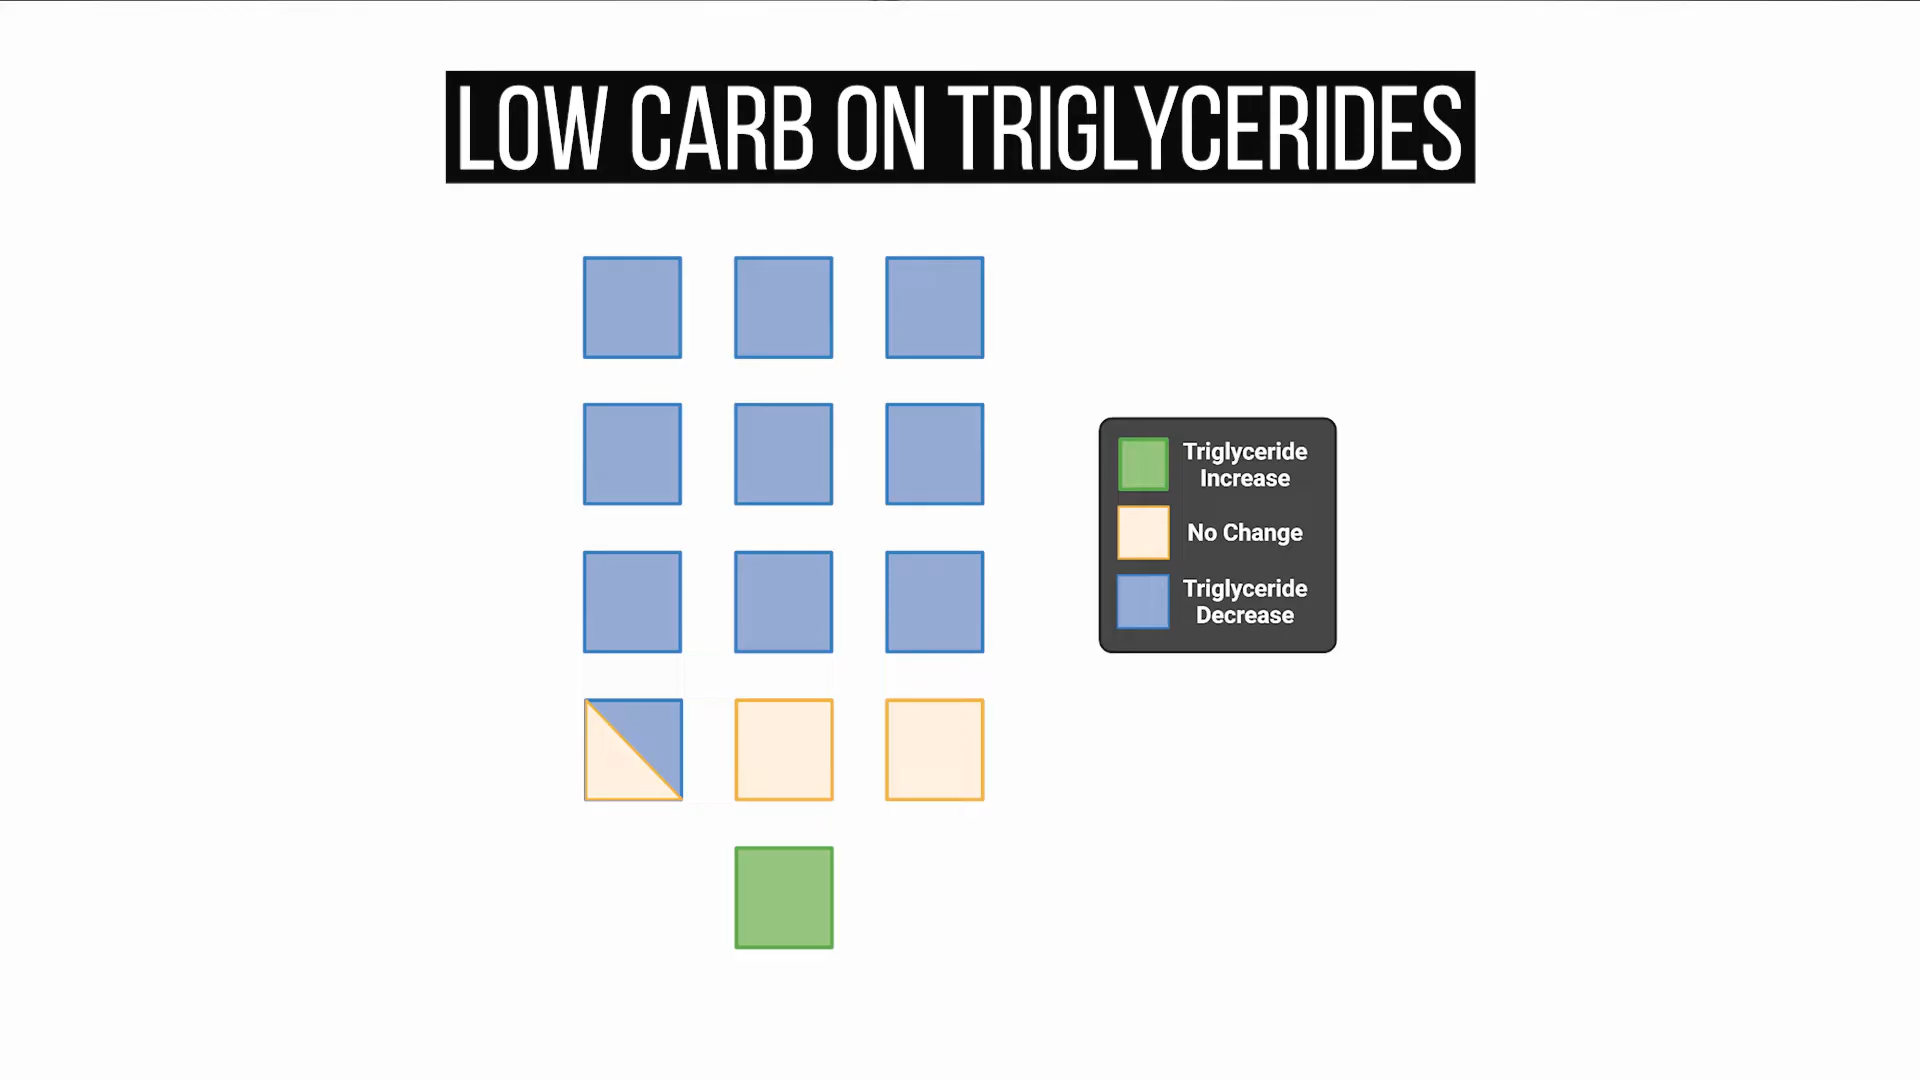 LOW CARB ON TRIGLYCERIDES
Triglyceride
Increase
No Change
Triglyceride
Decrease